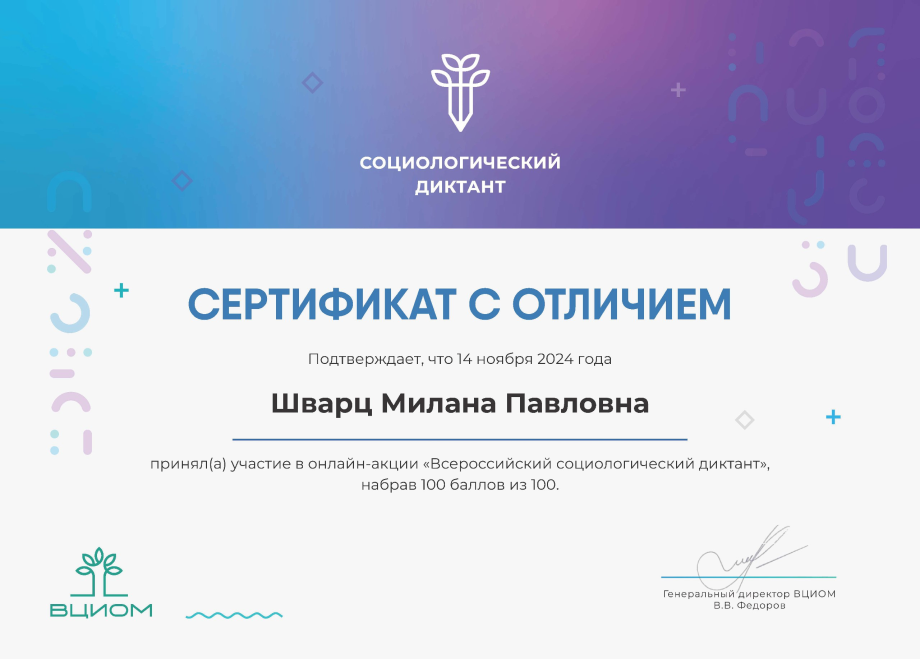 СОЦИОЛОГИЧЕСКИЙ
ДИКТАНТ
СЕРТИФИКАТ С ОТЛИЧИЕМ
Подтверждает, что 14 ноября 2024 года
Шварц Милана Павловна
принял(а) участие в онлайн-акции «Всероссийский социологический диктант»,
набрав 100 баллов из 100.
ВЦИОМ
Генеральный директор ВЦИОМ
В.В. Федоров